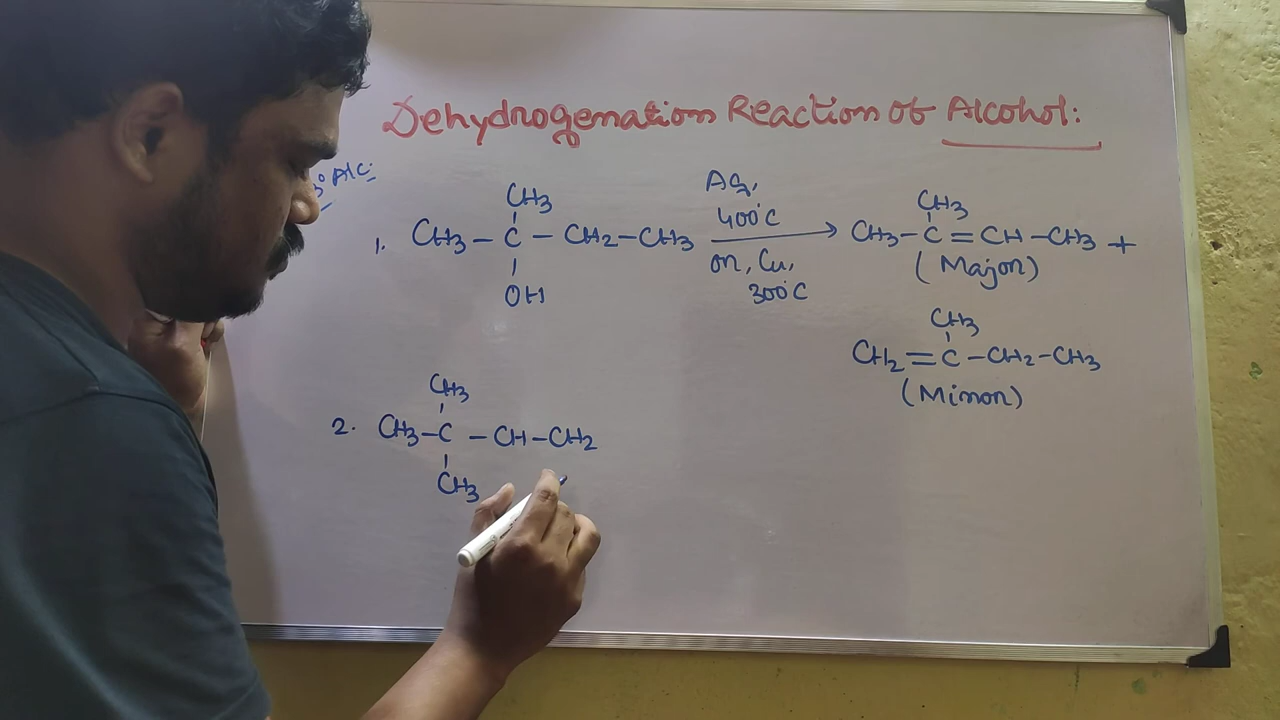 Dehydrogenation Reaction of Alcohol:
3° Alc:
1. CH3 – C – CH2 – CH3
CH3
OH
Ag,
400°C
or, Cu,
300°C
CH3 – C = CH – CH3 +
CH3
(Major)
CH3
CH2 = C – CH2 – CH3
(Minor)
CH3
2. CH3 – C – CH – CH2
CH3